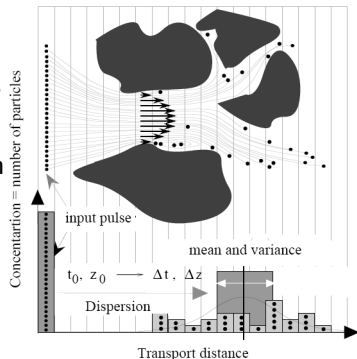 Concentartion = number of particles
input pulse
mean and variance
t₀, z₀ ⟶ Δt, Δz
Dispersion
Transport distance